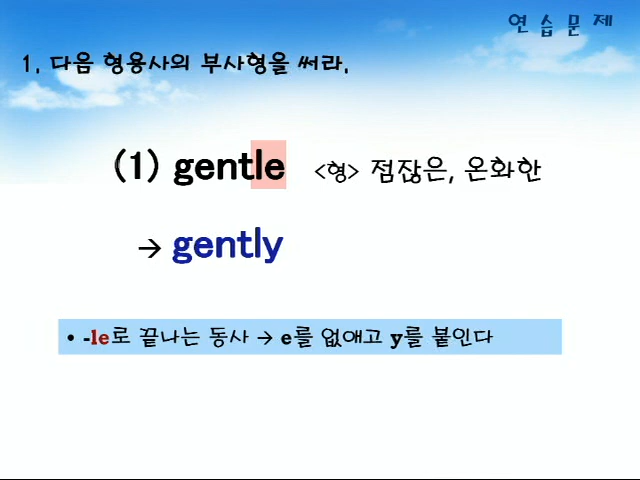 연 습 문 제
1. 다음 형용사의 부사형을 써라.
(1) gentle <형> 점잖은, 온화한
→ gently
• -le로 끝나는 동사 → e를 없애고 y를 붙인다